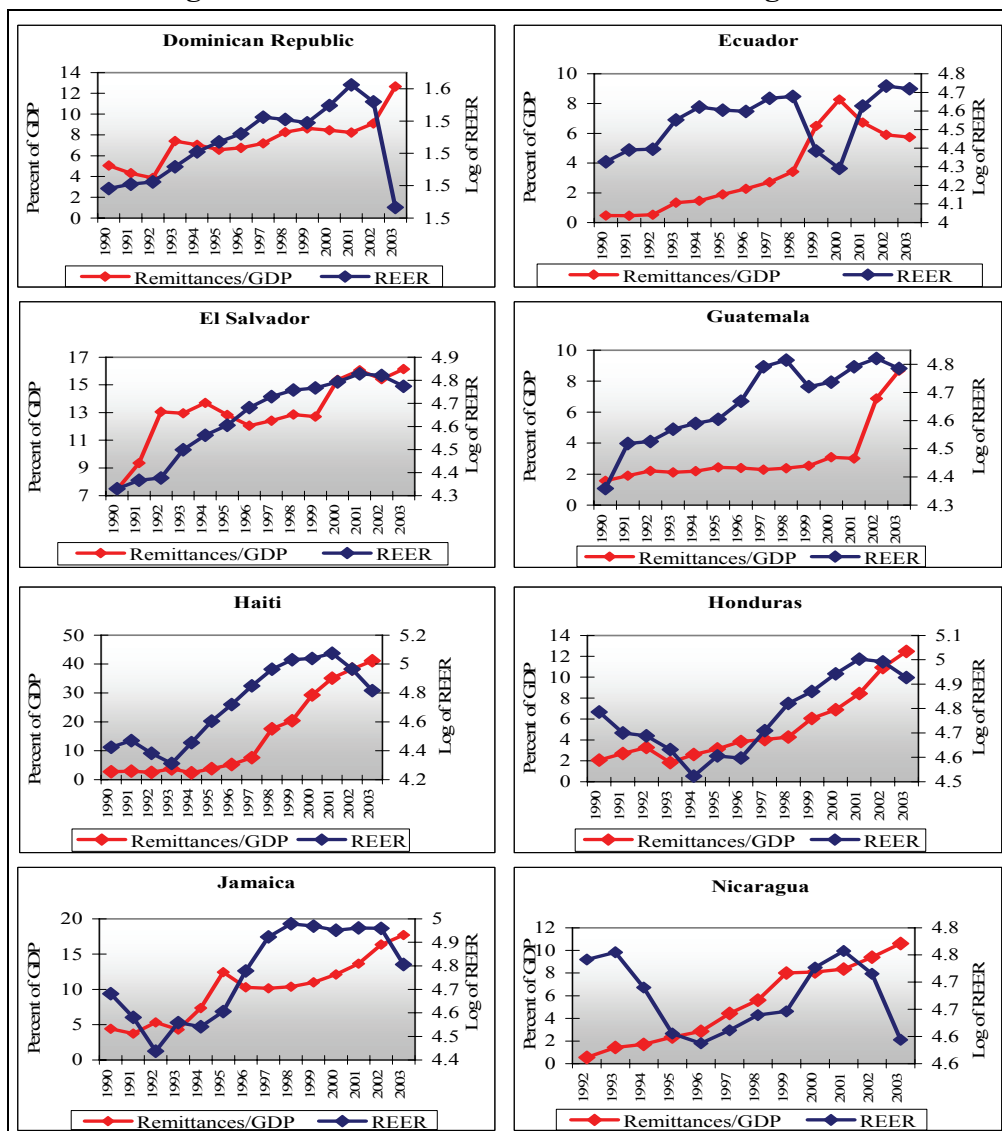 Dominican Republic
Percent of GDP
14
12
10
8
6
4
2
0
1.6
1.5
1.5
1.5
1.5
Log of REER
1990 1991 1992 1993 1994 1995 1996 1997 1998 1999 2000 2001 2002 2003
Remittances/GDP REER
Ecuador
Percent of GDP
10
8
6
4
2
0
4.8
4.7
4.6
4.5
4.4
4.3
4.2
4.1
4
Log of REER
1990 1991 1992 1993 1994 1995 1996 1997 1998 1999 2000 2001 2002 2003
Remittances/GDP REER
El Salvador
Percent of GDP
17
15
13
11
9
7
4.9
4.8
4.7
4.6
4.5
4.4
4.3
Log of REER
1990 1991 1992 1993 1994 1995 1996 1997 1998 1999 2000 2001 2002 2003
Remittances/GDP REER
Guatemala
Percent of GDP
10
8
6
4
2
0
4.8
4.7
4.6
4.5
4.4
4.3
Log of REER
1990 1991 1992 1993 1994 1995 1996 1997 1998 1999 2000 2001 2002 2003
Remittances/GDP REER
Haiti
Percent of GDP
50
40
30
20
10
0
5.2
5
4.8
4.6
4.4
4.2
Log of REER
1990 1991 1992 1993 1994 1995 1996 1997 1998 1999 2000 2001 2002 2003
Remittances/GDP REER
Honduras
Percent of GDP
14
12
10
8
6
4
2
0
5.1
5
4.9
4.8
4.7
4.6
4.5
Log of REER
1990 1991 1992 1993 1994 1995 1996 1997 1998 1999 2000 2001 2002 2003
Remittances/GDP REER
Jamaica
Percent of GDP
20
15
10
5
0
5
4.9
4.8
4.7
4.6
4.5
4.4
Log of REER
1990 1991 1992 1993 1994 1995 1996 1997 1998 1999 2000 2001 2002 2003
Remittances/GDP REER
Nicaragua
Percent of GDP
12
10
8
6
4
2
0
4.8
4.8
4.7
4.7
4.6
4.6
Log of REER
1992 1993 1994 1995 1996 1997 1998 1999 2000 2001 2002 2003
Remittances/GDP REER